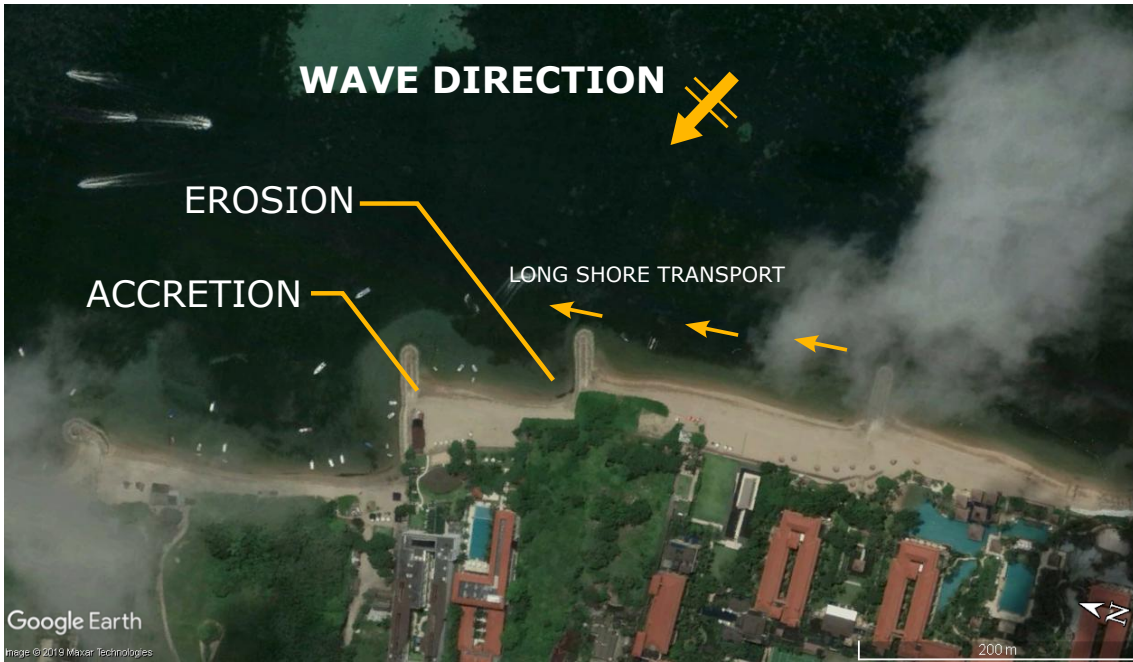 WAVE DIRECTION
EROSION
LONG SHORE TRANSPORT
ACCRETION
Google Earth
Image © 2019 Maxar Technologies
N
200 m